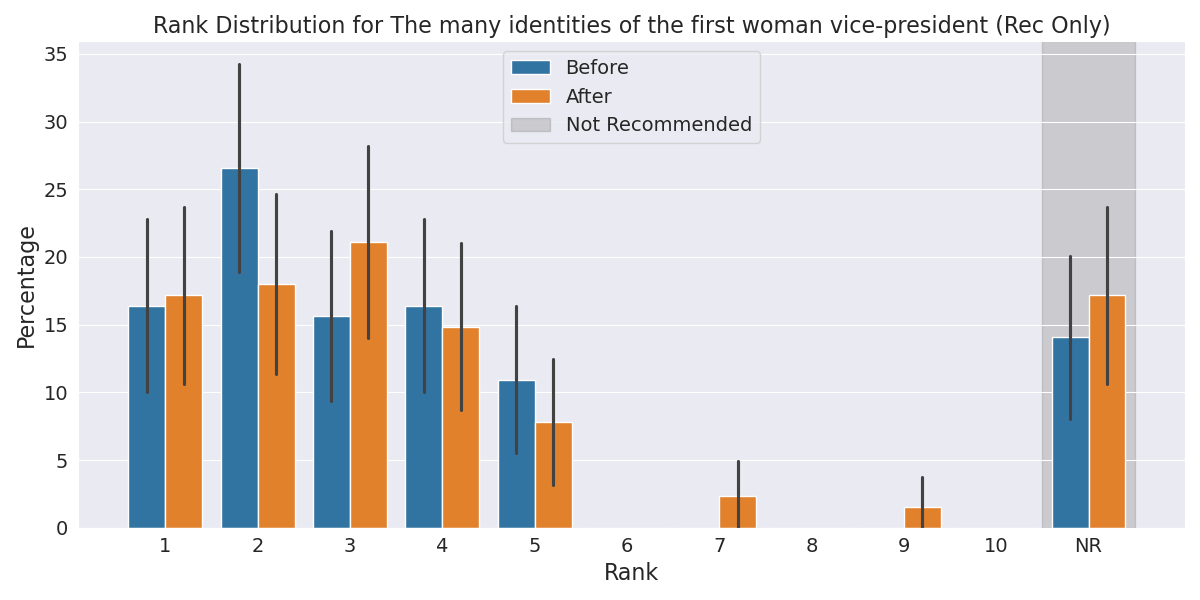 Rank Distribution for The many identities of the first woman vice-president (Rec Only)
Before
After
Not Recommended
Percentage
35
30
25
20
15
10
5
0
1 2 3 4 5 6 7 8 9 10 NR
Rank